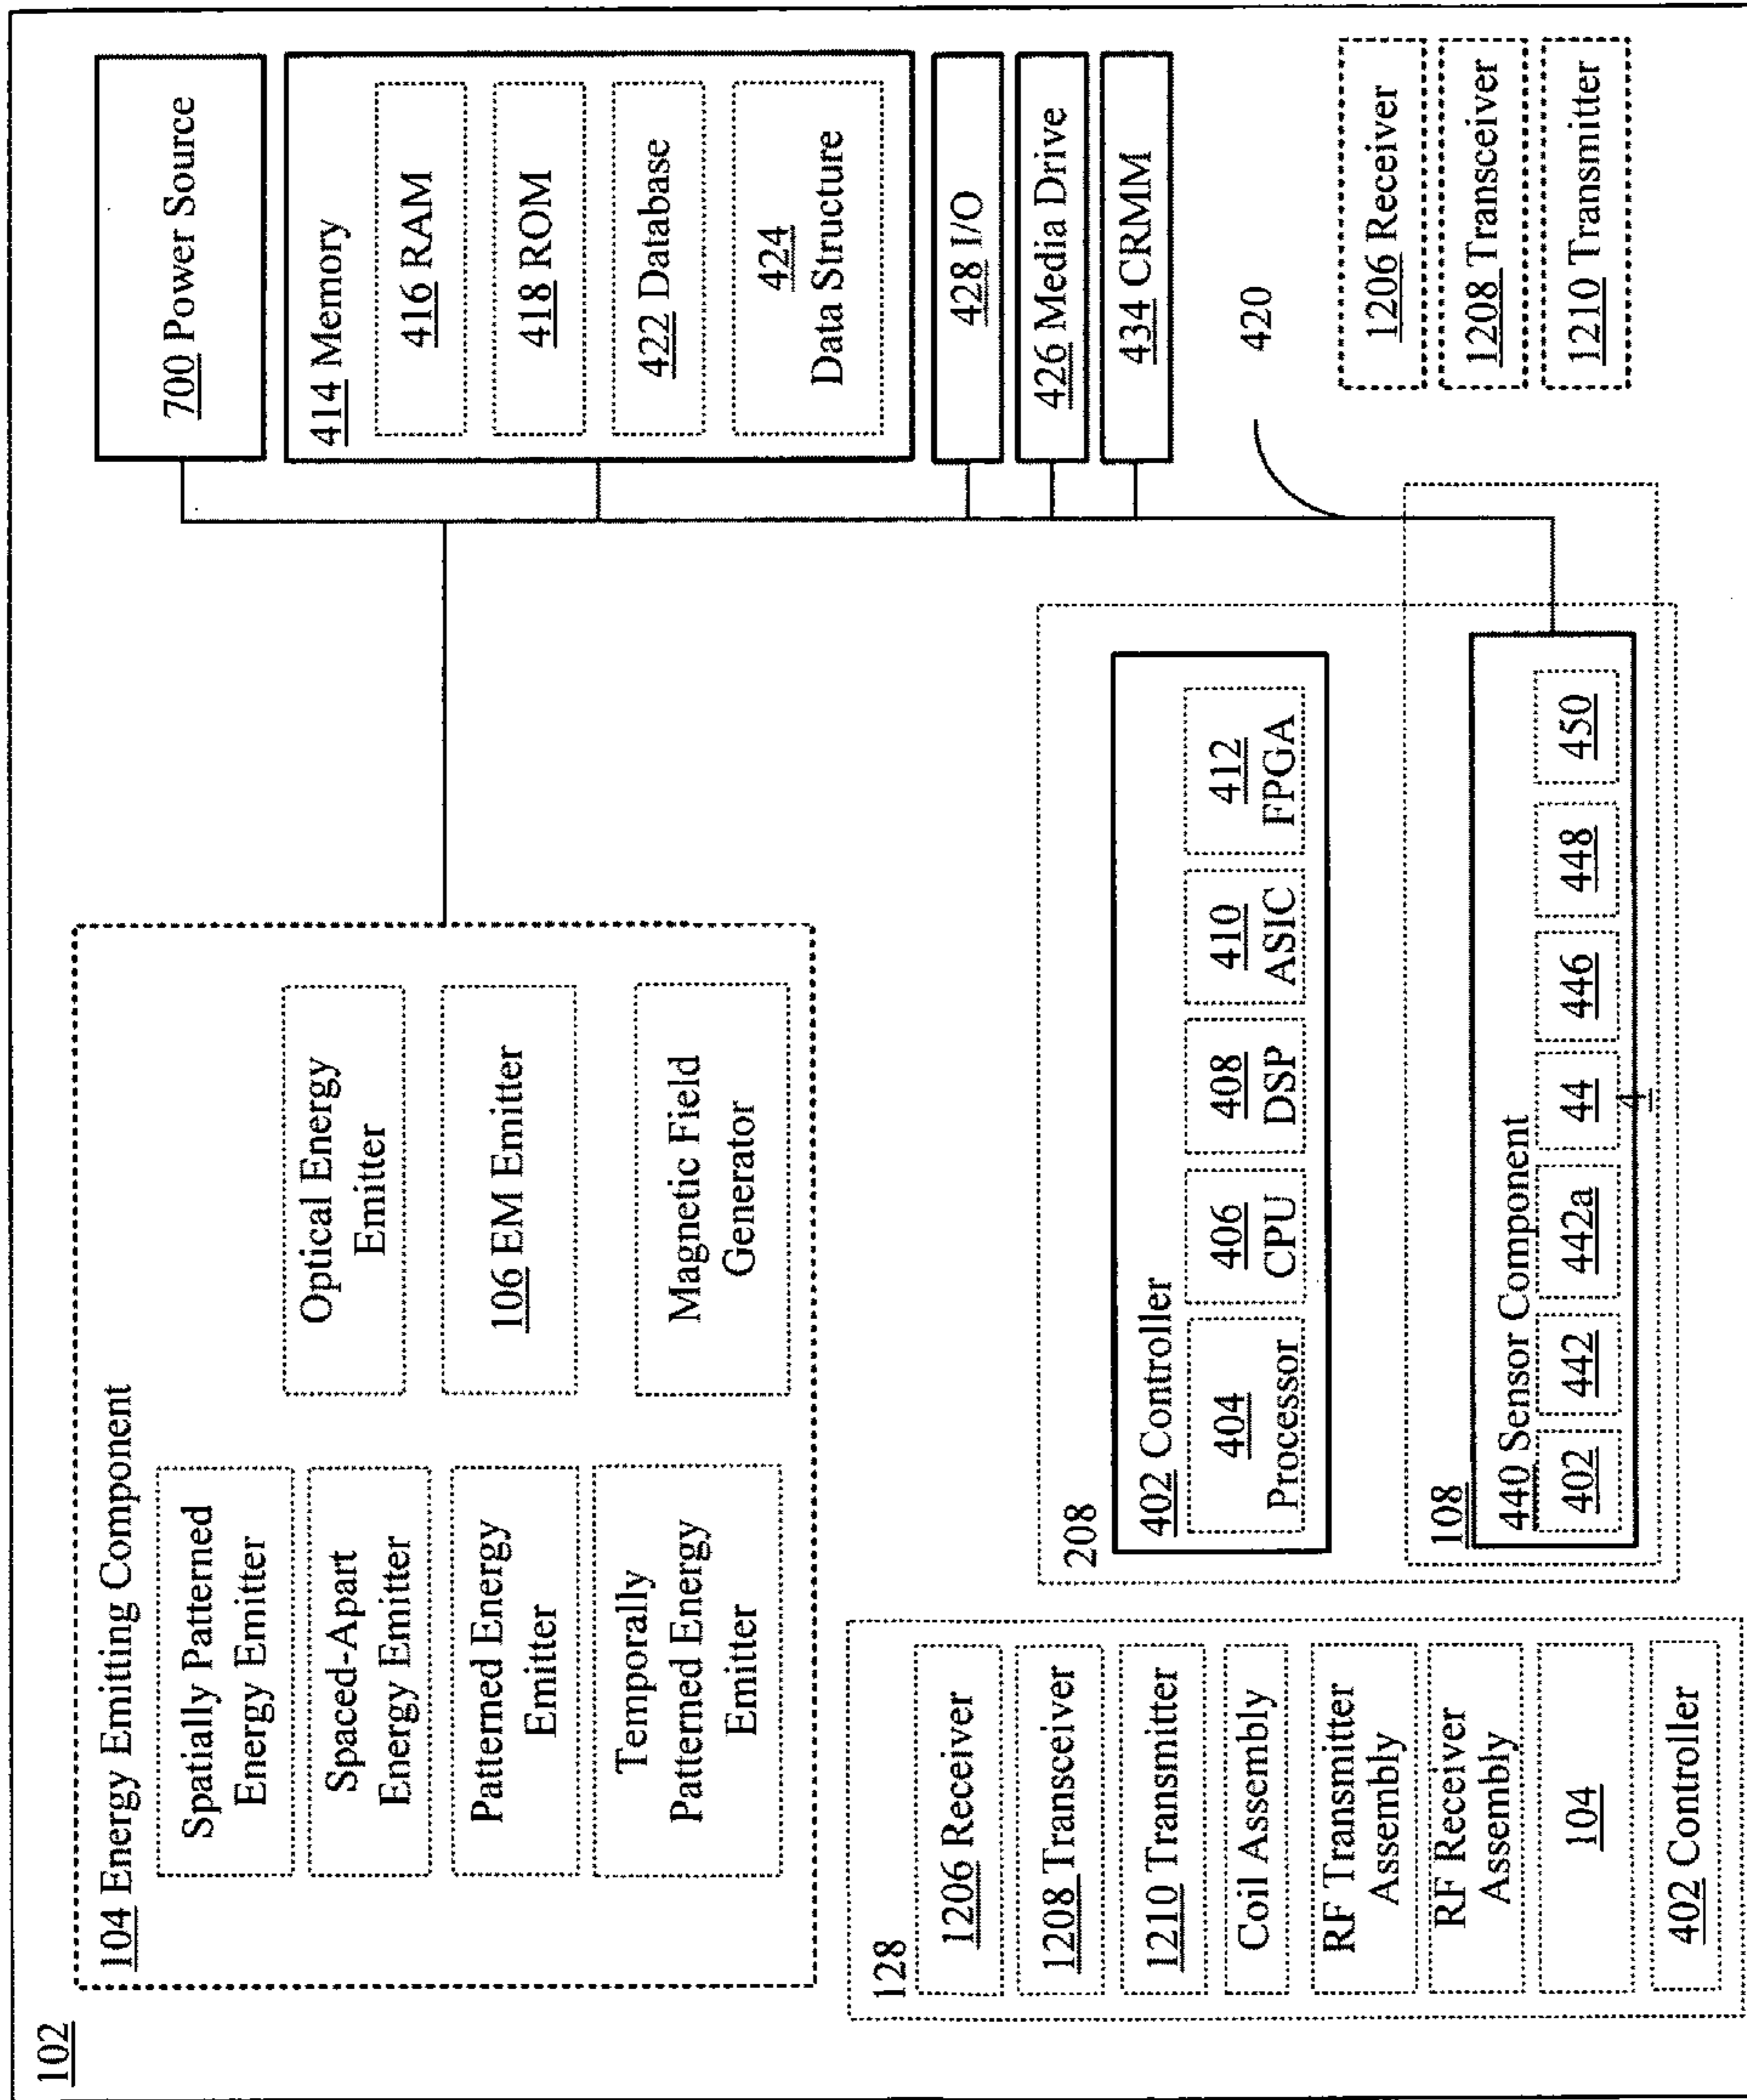 102
104 Energy Emitting Component
Spatially Patterned
Energy Emitter
Spaced-Apart
Energy Emitter
Patterned Energy
Emitter
Temporally
Patterned Energy
Emitter
Optical Energy
Emitter
106 EM Emitter
Magnetic Field
Generator
700 Power Source
414 Memory
416 RAM
418 ROM
422 Database
424
Data Structure
428 I/O
426 Media Drive
434 CRMM
420
128
1206 Receiver
1208 Transceiver
1210 Transmitter
Coil Assembly
RF Transmitter
Assembly
RF Receiver
Assembly
104
402 Controller
208
402 Controller
404
Processor
406
CPU
408
DSP
410
ASIC
412
FPGA
108
440 Sensor Component
402
442
442a
44
4
446
448
450
1206 Receiver
1208 Transceiver
1210 Transmitter